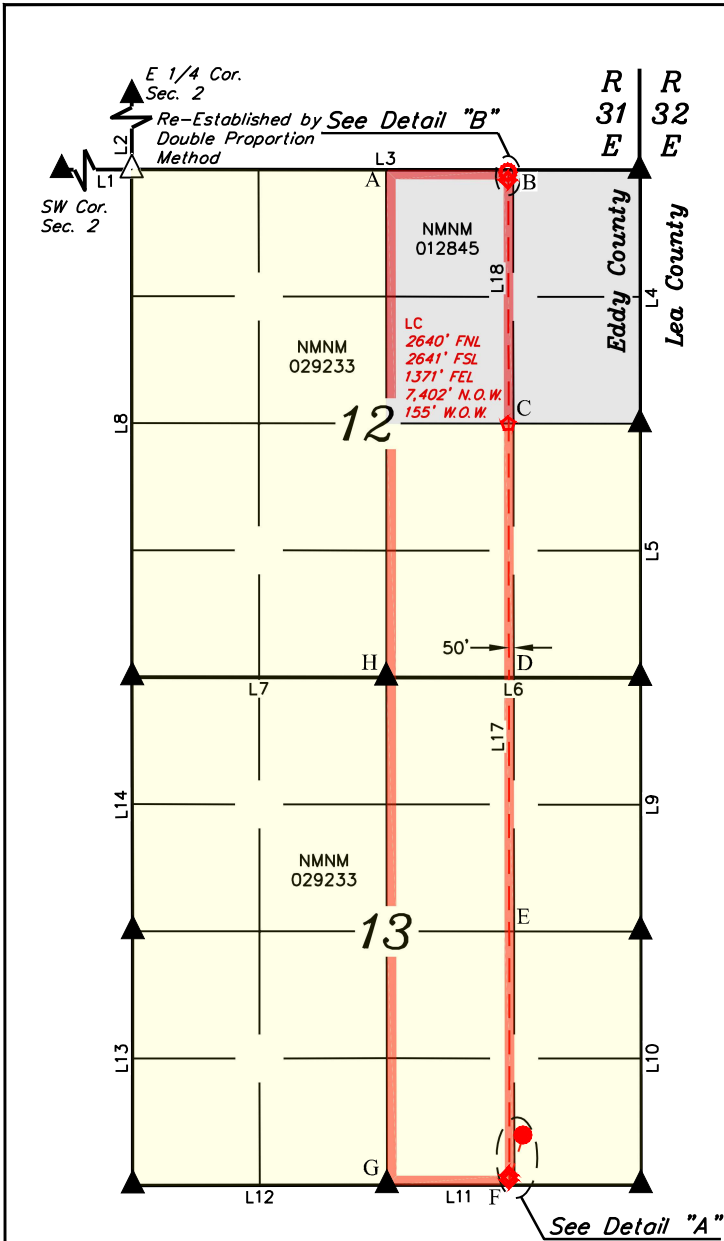 E 1/4 Cor.
Sec. 2
L2
Re-Established by
Double Proportion
Method
See Detail "B"
R R
31 32
E E
L3
L1
A
B
SW Cor.
Sec. 2
NMNM
012845
L18
Eddy County
Lea County
L4
LC
2640' FNL
2641' FSL
1371' FEL
7,402' N.O.W.
155' W.O.W.
NMNM
029233
C
L8
12
L5
50'
D
H
L7
L6
L17
L14
L9
NMNM
029233
E
13
L13
L10
G
F
L12
L11
See Detail "A"